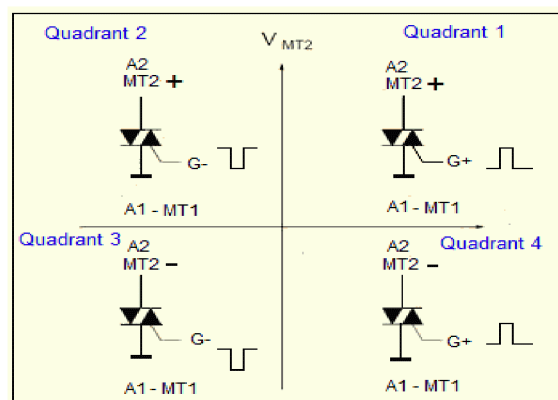 Quadrant 2
Quadrant 1
V MT2
A2
MT2 +
G-
A1 - MT1
A2
MT2 +
G+
A1 - MT1
Quadrant 3
Quadrant 4
A2
MT2 -
G-
A1 - MT1
A2
MT2 -
G+
A1 - MT1